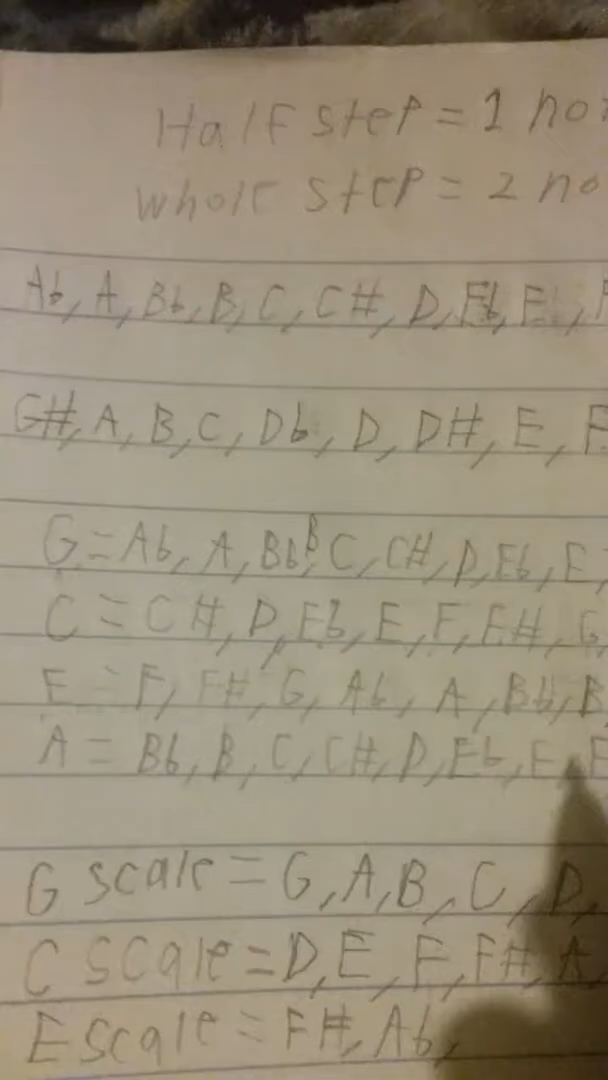 Half step = 1 no
whole step = 2 no
Ab, A, Bb, B, C, C#, D, Eb, E, F
G#, A, B, C, Db, D, D#, E, F
G = Ab, A, Bb, B, C, C#, D, Eb, E,
C = C#, D, Eb, E, F, F#, G
E = F, F#, G, Ab, A, Bb, B
A = Bb, B, C, C#, D, Eb, E, F
G scale = G, A, B, C, D,
C scale = D, E, F, F#, A
E scale = F#, Ab,